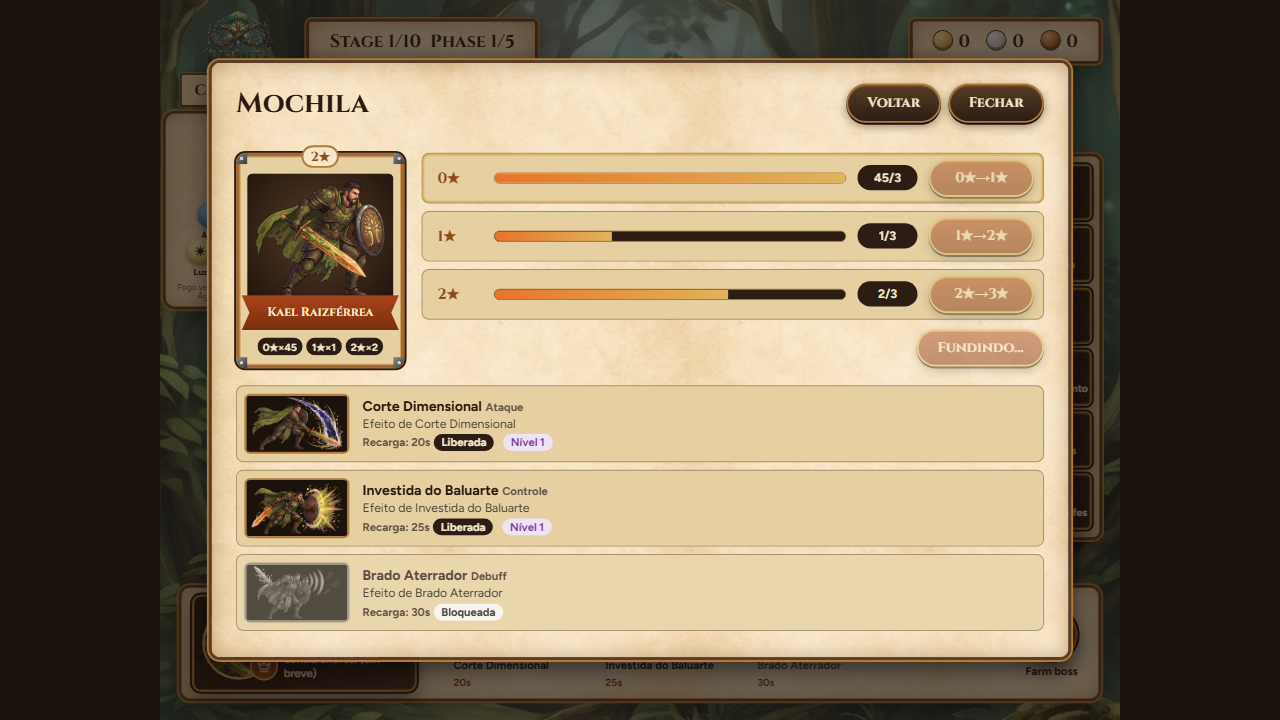 Stage 1/10 Phase 1/5
0 0 0
C
Mochila
Voltar
Fechar
2★
Kael Raizférrea
0★×45 1★×1 2★×2
0★ 45/3 0★→1★
1★ 1/3 1★→2★
2★ 2/3 2★→3★
Fundindo...
Luz
Corte Dimensional Ataque
Efeito de Corte Dimensional
Recarga: 20s Liberada Nível 1
Investida do Baluarte Controle
Efeito de Investida do Baluarte
Recarga: 25s Liberada Nível 1
Brado Aterrador Debuff
Efeito de Brado Aterrador
Recarga: 30s Bloqueada
breve)
Corte Dimensional
20s
Investida do Baluarte
25s
Brado Aterrador
30s
Farm boss